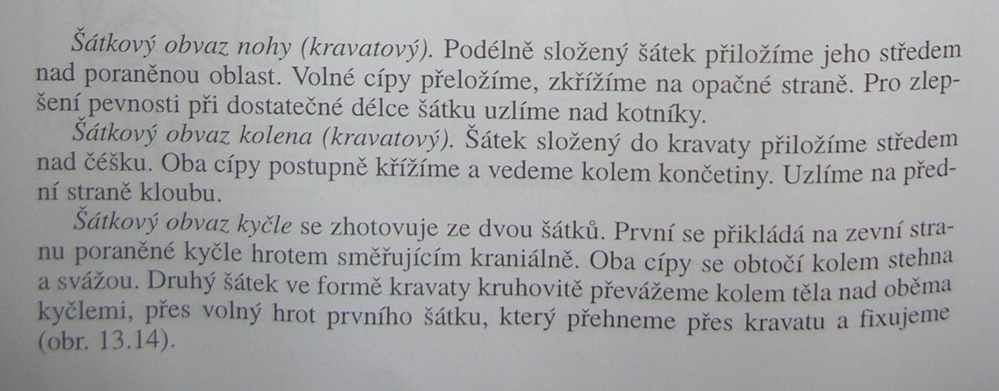 Šátkový obvaz nohy (kravatový). Podélně složený šátek přiložíme jeho středem
nad poraněnou oblast. Volné cípy přeložíme, zkřížíme na opačné straně. Pro zlep-
šení pevnosti při dostatečné délce šátku uzlíme nad kotníky.
Šátkový obvaz kolena (kravatový). Šátek složený do kravaty přiložíme středem
nad čéšku. Oba cípy postupně křížíme a vedeme kolem končetiny. Uzlíme na před-
ní straně kloubu.
Šátkový obvaz kyčle se zhotovuje ze dvou šátků. První se přikládá na zevní stra-
nu poraněné kyčle hrotem směřujícím kraniálně. Oba cípy se obtočí kolem stehna
a svážou. Druhý šátek ve formě kravaty kruhovitě převážeme kolem těla nad oběma
kyčlemi, přes volný hrot prvního šátku, který přehneme přes kravatu a fixujeme
(obr. 13.14).